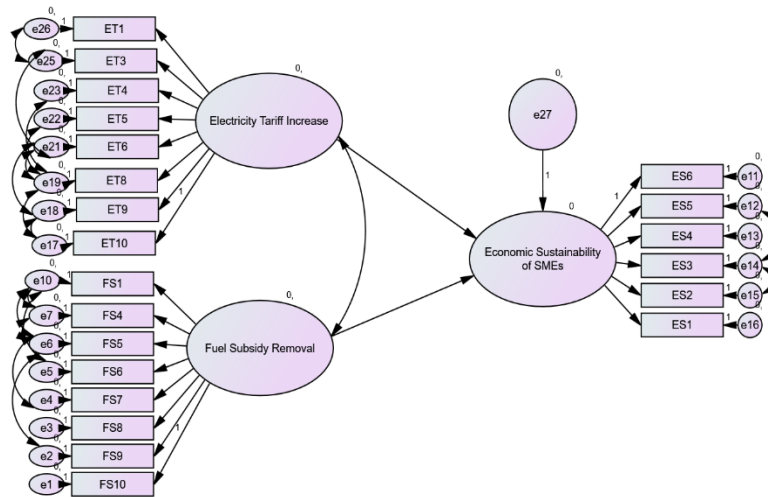 0,
e26
1
ET1
0,
e25
1
ET3
0,
e23
1
ET4
0,
e22
1
ET5
0,
e21
1
ET6
0,
e19
1
ET8
0,
e18
1
ET9
0,
e17
1
ET10
1
0,
Electricity Tariff Increase
0,
e10
1
FS1
0,
e7
1
FS4
0,
e6
1
FS5
0,
e5
1
FS6
0,
e4
1
FS7
0,
e3
1
FS8
0,
e2
1
FS9
0,
e1
1
FS10
1
0,
Fuel Subsidy Removal
0,
e27
1
0
Economic Sustainability
of SMEs
1
ES6
1
0,
e11
ES5
1
0,
e12
ES4
1
0,
e13
ES3
1
0,
e14
ES2
1
0,
e15
ES1
1
0,
e16